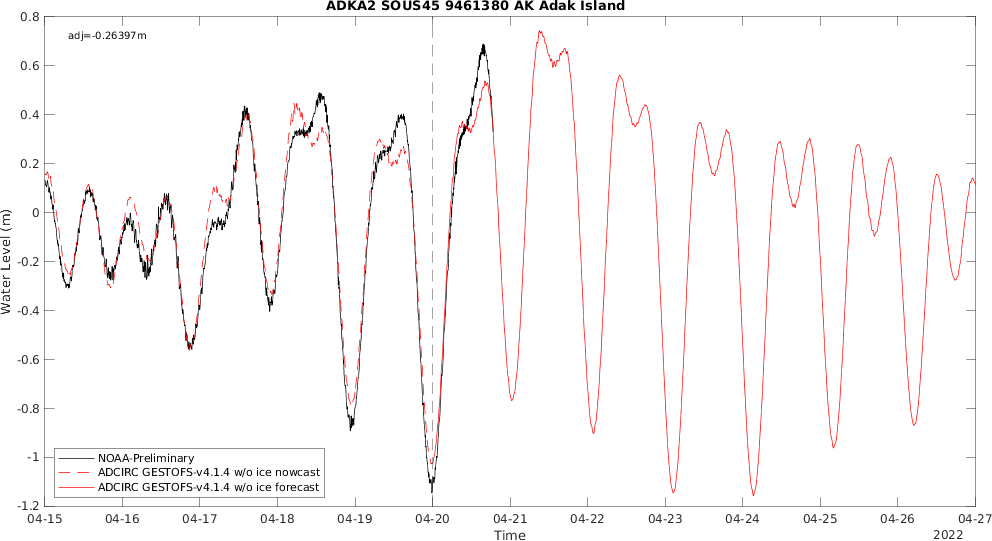 ADKA2 SOUS45 9461380 AK Adak Island
adj=-0.26397m
0.8
0.6
0.4
0.2
0
-0.2
-0.4
-0.6
-0.8
-1
-1.2
Water Level (m)
NOAA-Preliminary
ADCIRC GESTOFS-v4.1.4 w/o ice nowcast
ADCIRC GESTOFS-v4.1.4 w/o ice forecast
04-15 04-16 04-17 04-18 04-19 04-20 04-21 04-22 04-23 04-24 04-25 04-26 04-27
Time
2022